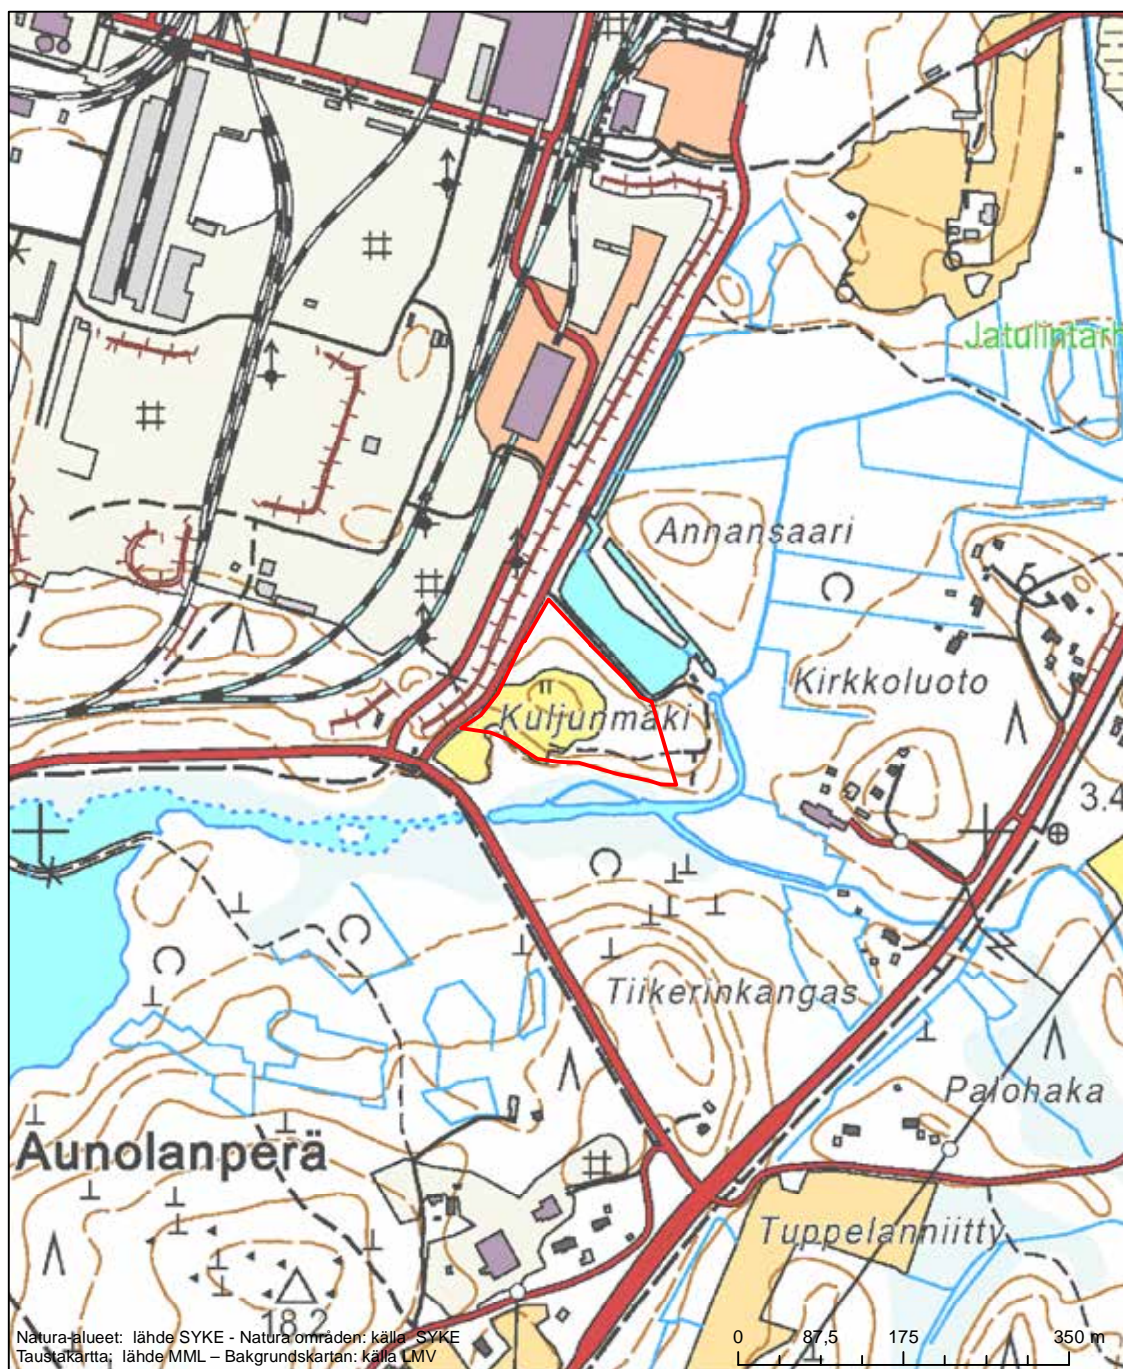 Jatulintarh
Annansaari
5
Kirkkoluoto
Kuljunmäki
3.4
Tiikerinkangas
Palohaka
Aunolanperä
Tuppelanniitty
18.2
Natura-alueet: lähde SYKE - Natura områden: källa SYKE
Taustakartta: lähde MML – Bakgrundskartan: källa LMV
0 87,5 175 350 m